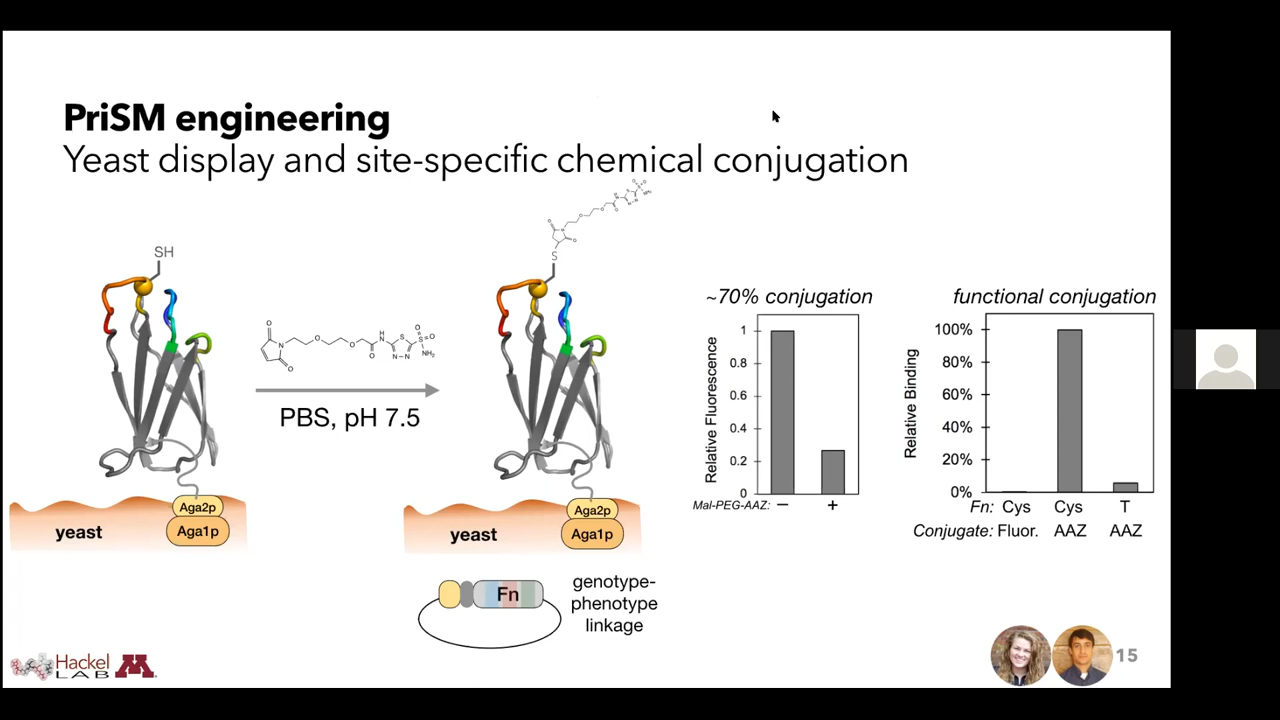 PriSM engineering
Yeast display and site-specific chemical conjugation
SH
PBS, pH 7.5
Aga2p
Aga1p
yeast
S
Aga2p
Aga1p
yeast
Fn
genotype-
phenotype
linkage
~70% conjugation
Relative Fluorescence
1
0.8
0.6
0.4
0.2
0
Mal-PEG-AAZ: − +
functional conjugation
Relative Binding
100%
80%
60%
40%
20%
0%
Fn: Cys Cys T
Conjugate: Fluor. AAZ AAZ
Hackel
LAB
M
15